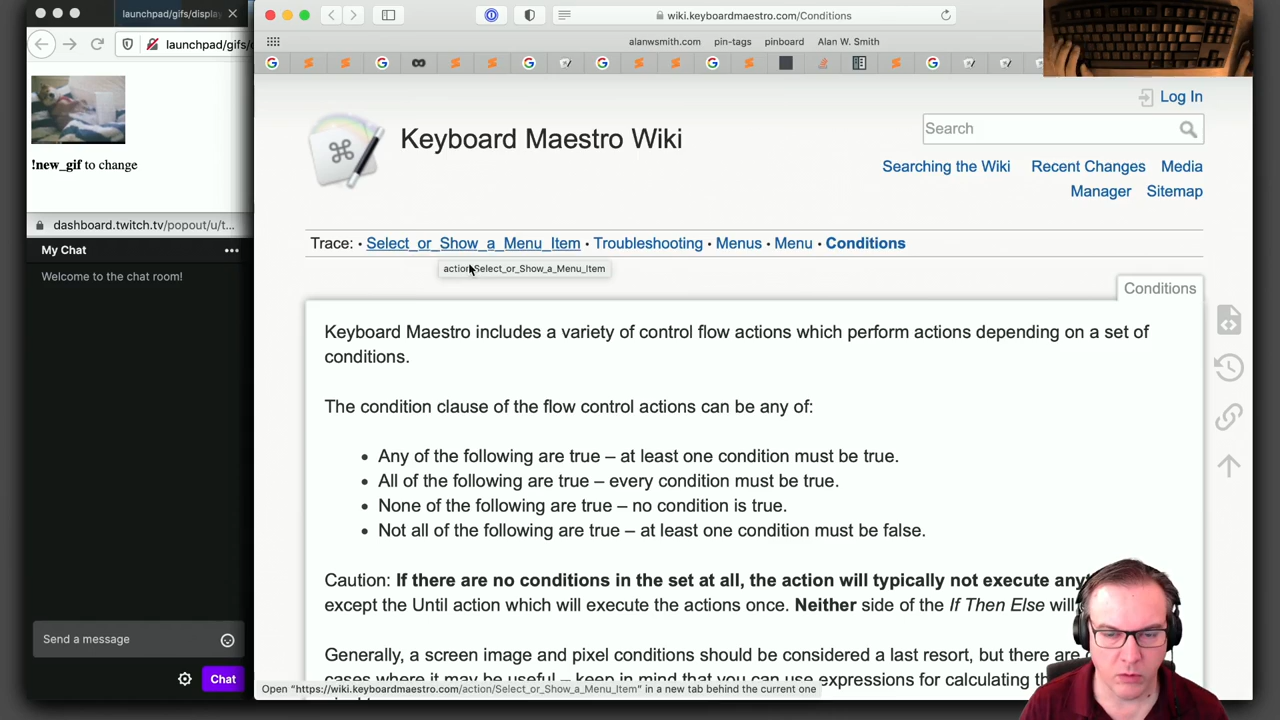 launchpad/gifs/display
launchpad/gifs/
!new_gif to change
dashboard.twitch.tv/popout/u/t...
My Chat
Welcome to the chat room!
Send a message
Chat
wiki.keyboardmaestro.com/Conditions
alanwsmith.com pin-tags pinboard Alan W. Smith
Log In
Keyboard Maestro Wiki
Search
Searching the Wiki Recent Changes Media
Manager Sitemap
Trace: • Select_or_Show_a_Menu_Item • Troubleshooting • Menus • Menu • Conditions
action:Select_or_Show_a_Menu_Item
Conditions
Keyboard Maestro includes a variety of control flow actions which perform actions depending on a set of
conditions.
The condition clause of the flow control actions can be any of:
• Any of the following are true – at least one condition must be true.
• All of the following are true – every condition must be true.
• None of the following are true – no condition is true.
• Not all of the following are true – at least one condition must be false.
Caution: If there are no conditions in the set at all, the action will typically not execute
except the Until action which will execute the actions once. Neither side of the If Then Else will
Generally, a screen image and pixel conditions should be considered a last resort, but there are
cases where it may be useful – keep in mind that you can use expressions for calculating
Open "https://wiki.keyboardmaestro.com/action/Select_or_Show_a_Menu_Item" in a new tab behind the current one